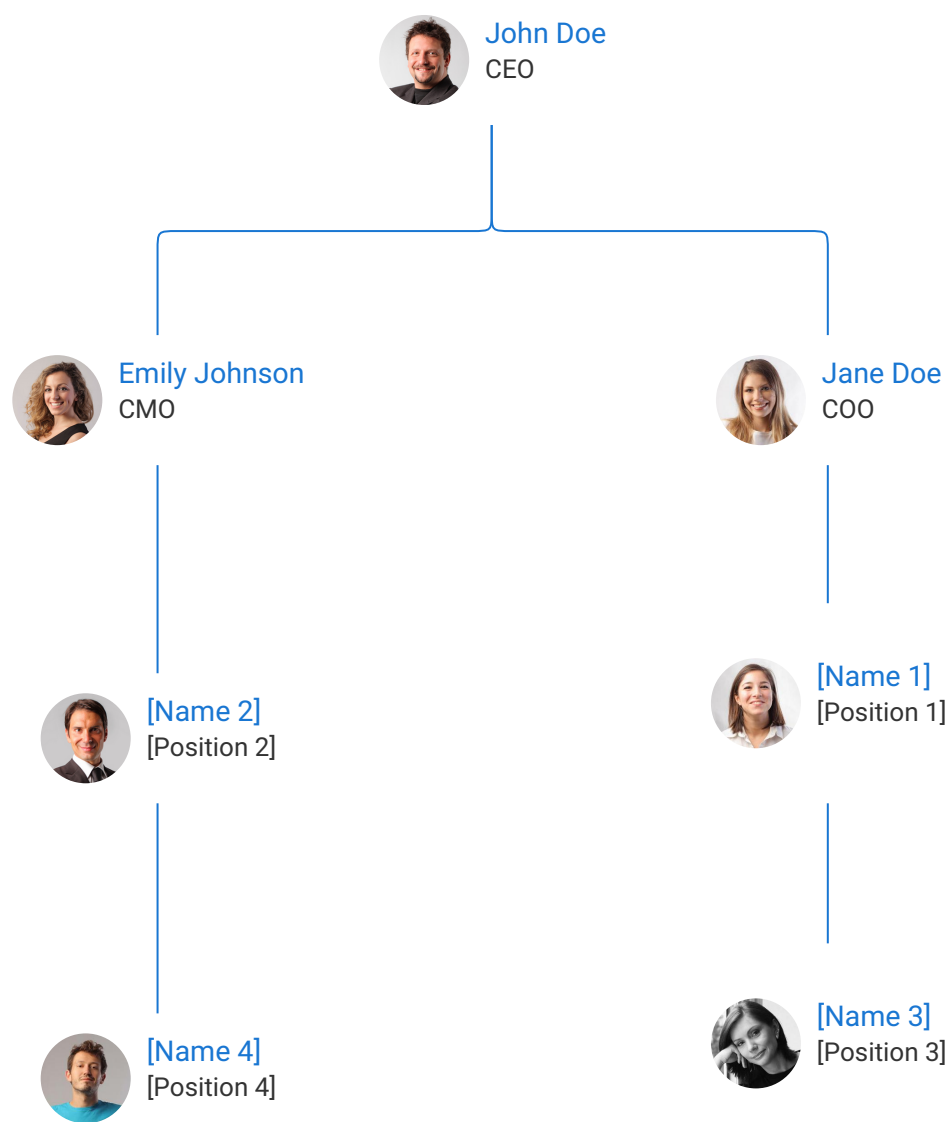 John Doe
CEO
Emily Johnson
CMO
Jane Doe
COO
[Name 1]
[Position 1]
[Name 2]
[Position 2]
[Name 3]
[Position 3]
[Name 4]
[Position 4]